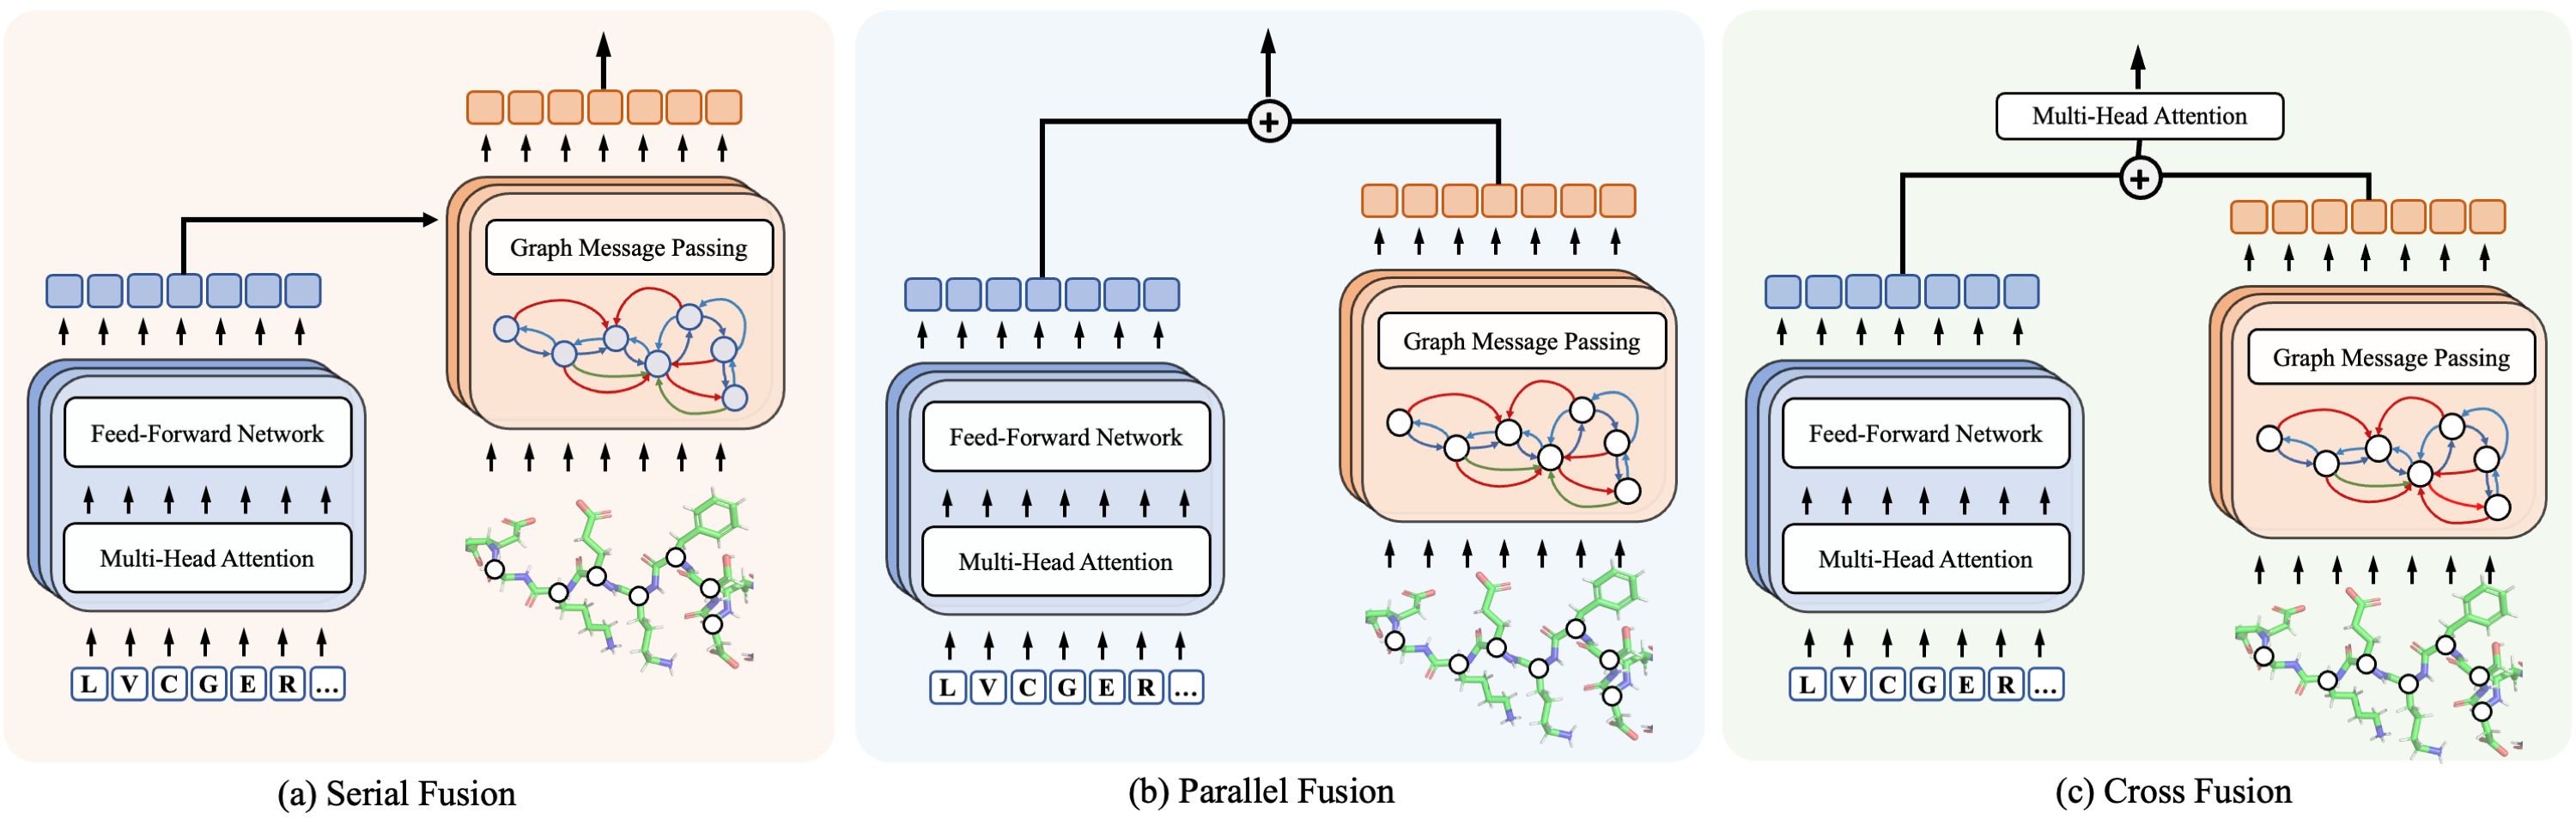 Graph Message Passing
Feed-Forward Network
Multi-Head Attention
L V C G E R ...
(a) Serial Fusion
+
Graph Message Passing
Feed-Forward Network
Multi-Head Attention
L V C G E R ...
(b) Parallel Fusion
Multi-Head Attention
+
Graph Message Passing
Feed-Forward Network
Multi-Head Attention
L V C G E R ...
(c) Cross Fusion